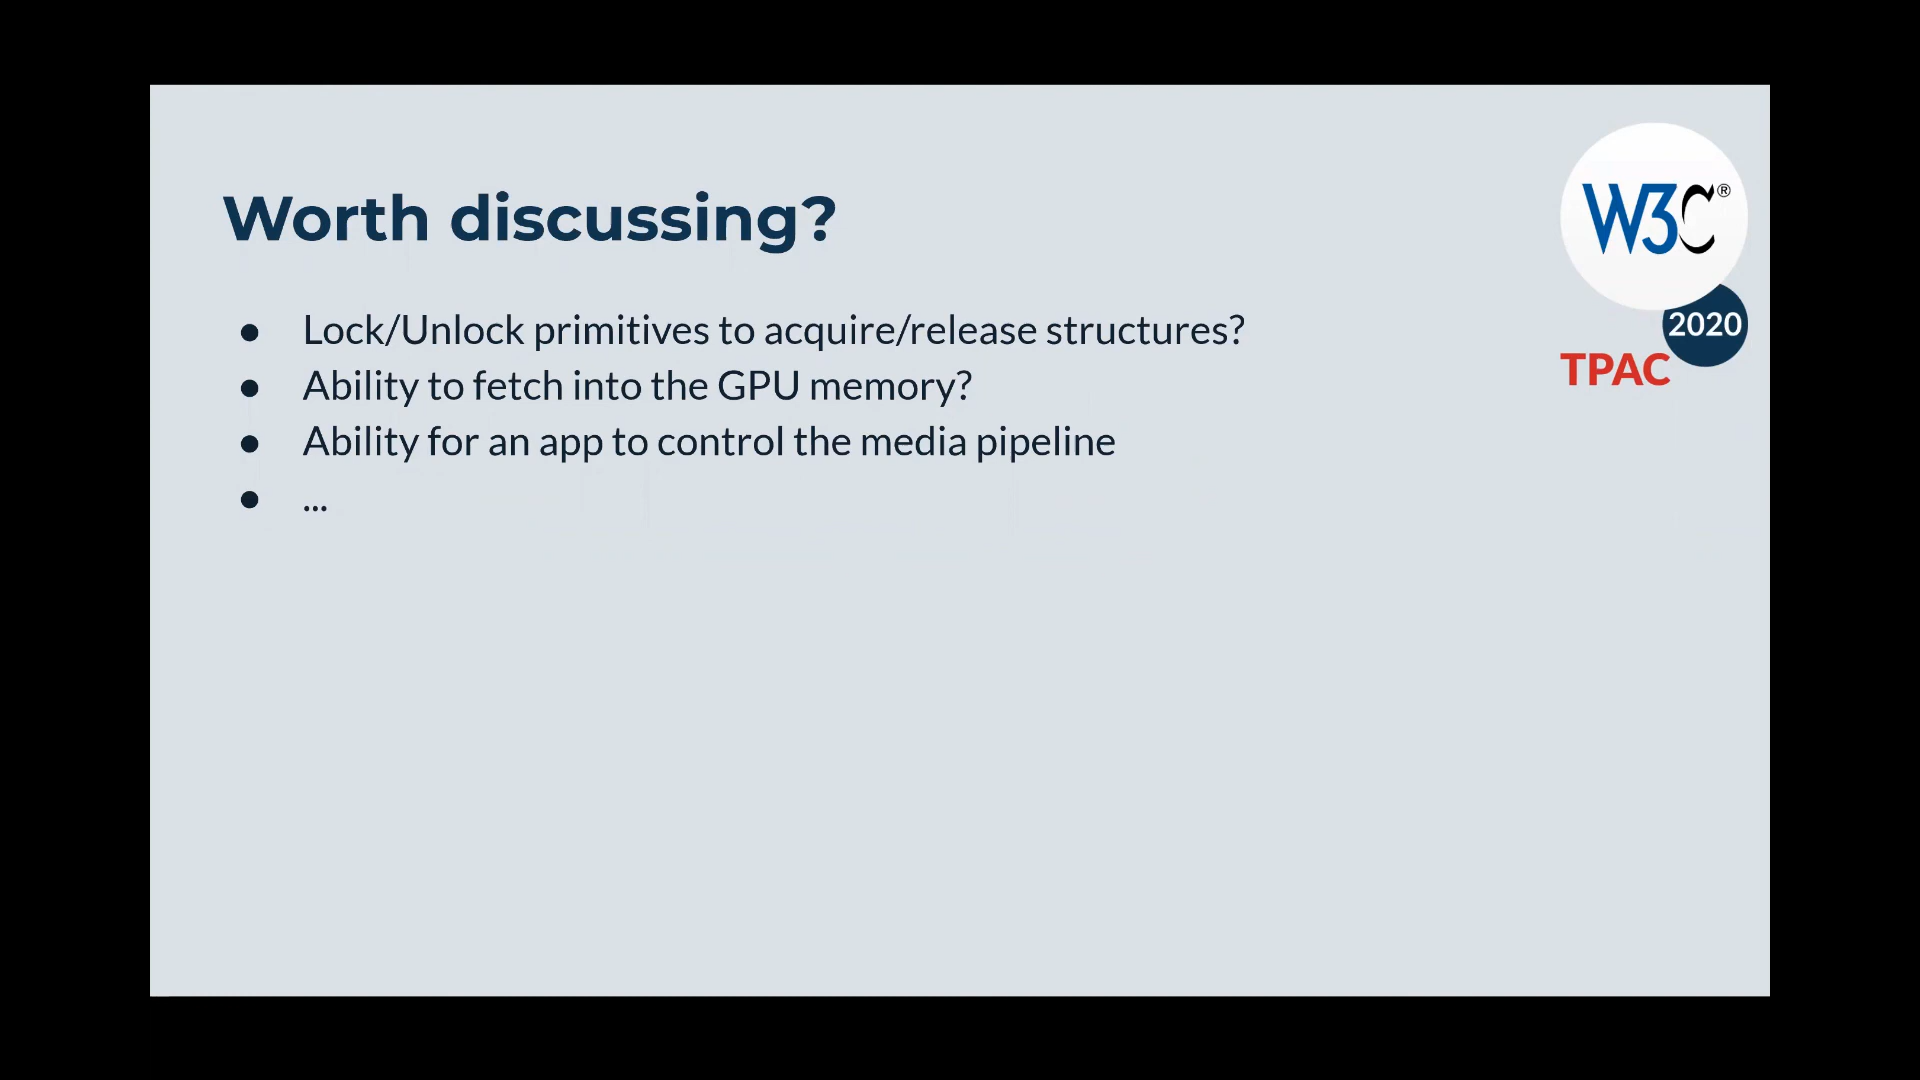 Worth discussing?
● Lock/Unlock primitives to acquire/release structures?
● Ability to fetch into the GPU memory?
● Ability for an app to control the media pipeline
● ...
W3C®
2020
TPAC